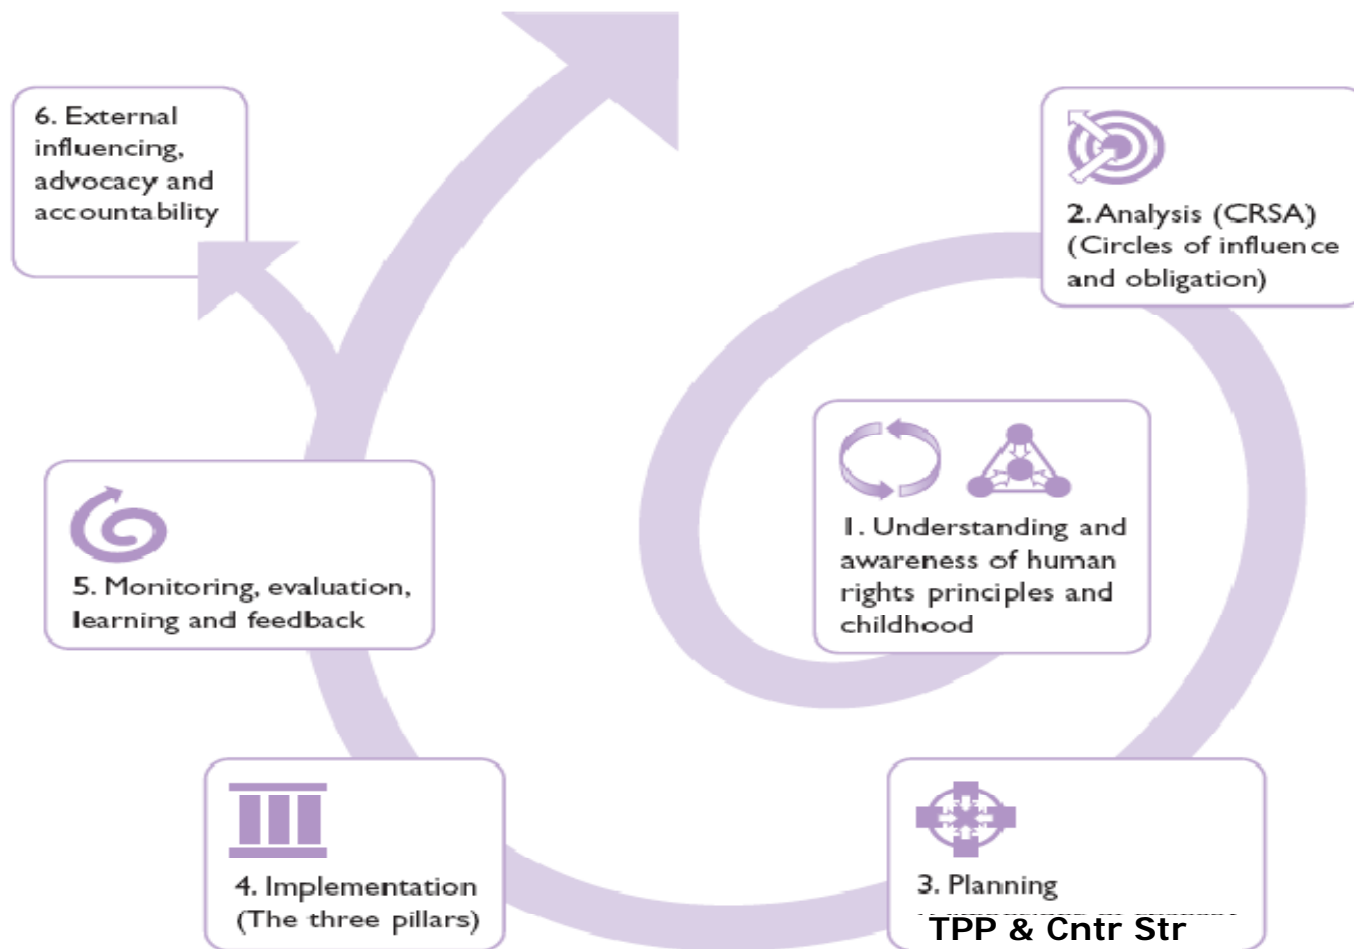 6. External
influencing,
advocacy and
accountability
2. Analysis (CRSA)
(Circles of influence
and obligation)
1. Understanding and
awareness of human
rights principles and
childhood
5. Monitoring, evaluation,
learning and feedback
4. Implementation
(The three pillars)
3. Planning
TPP & Cntr Str